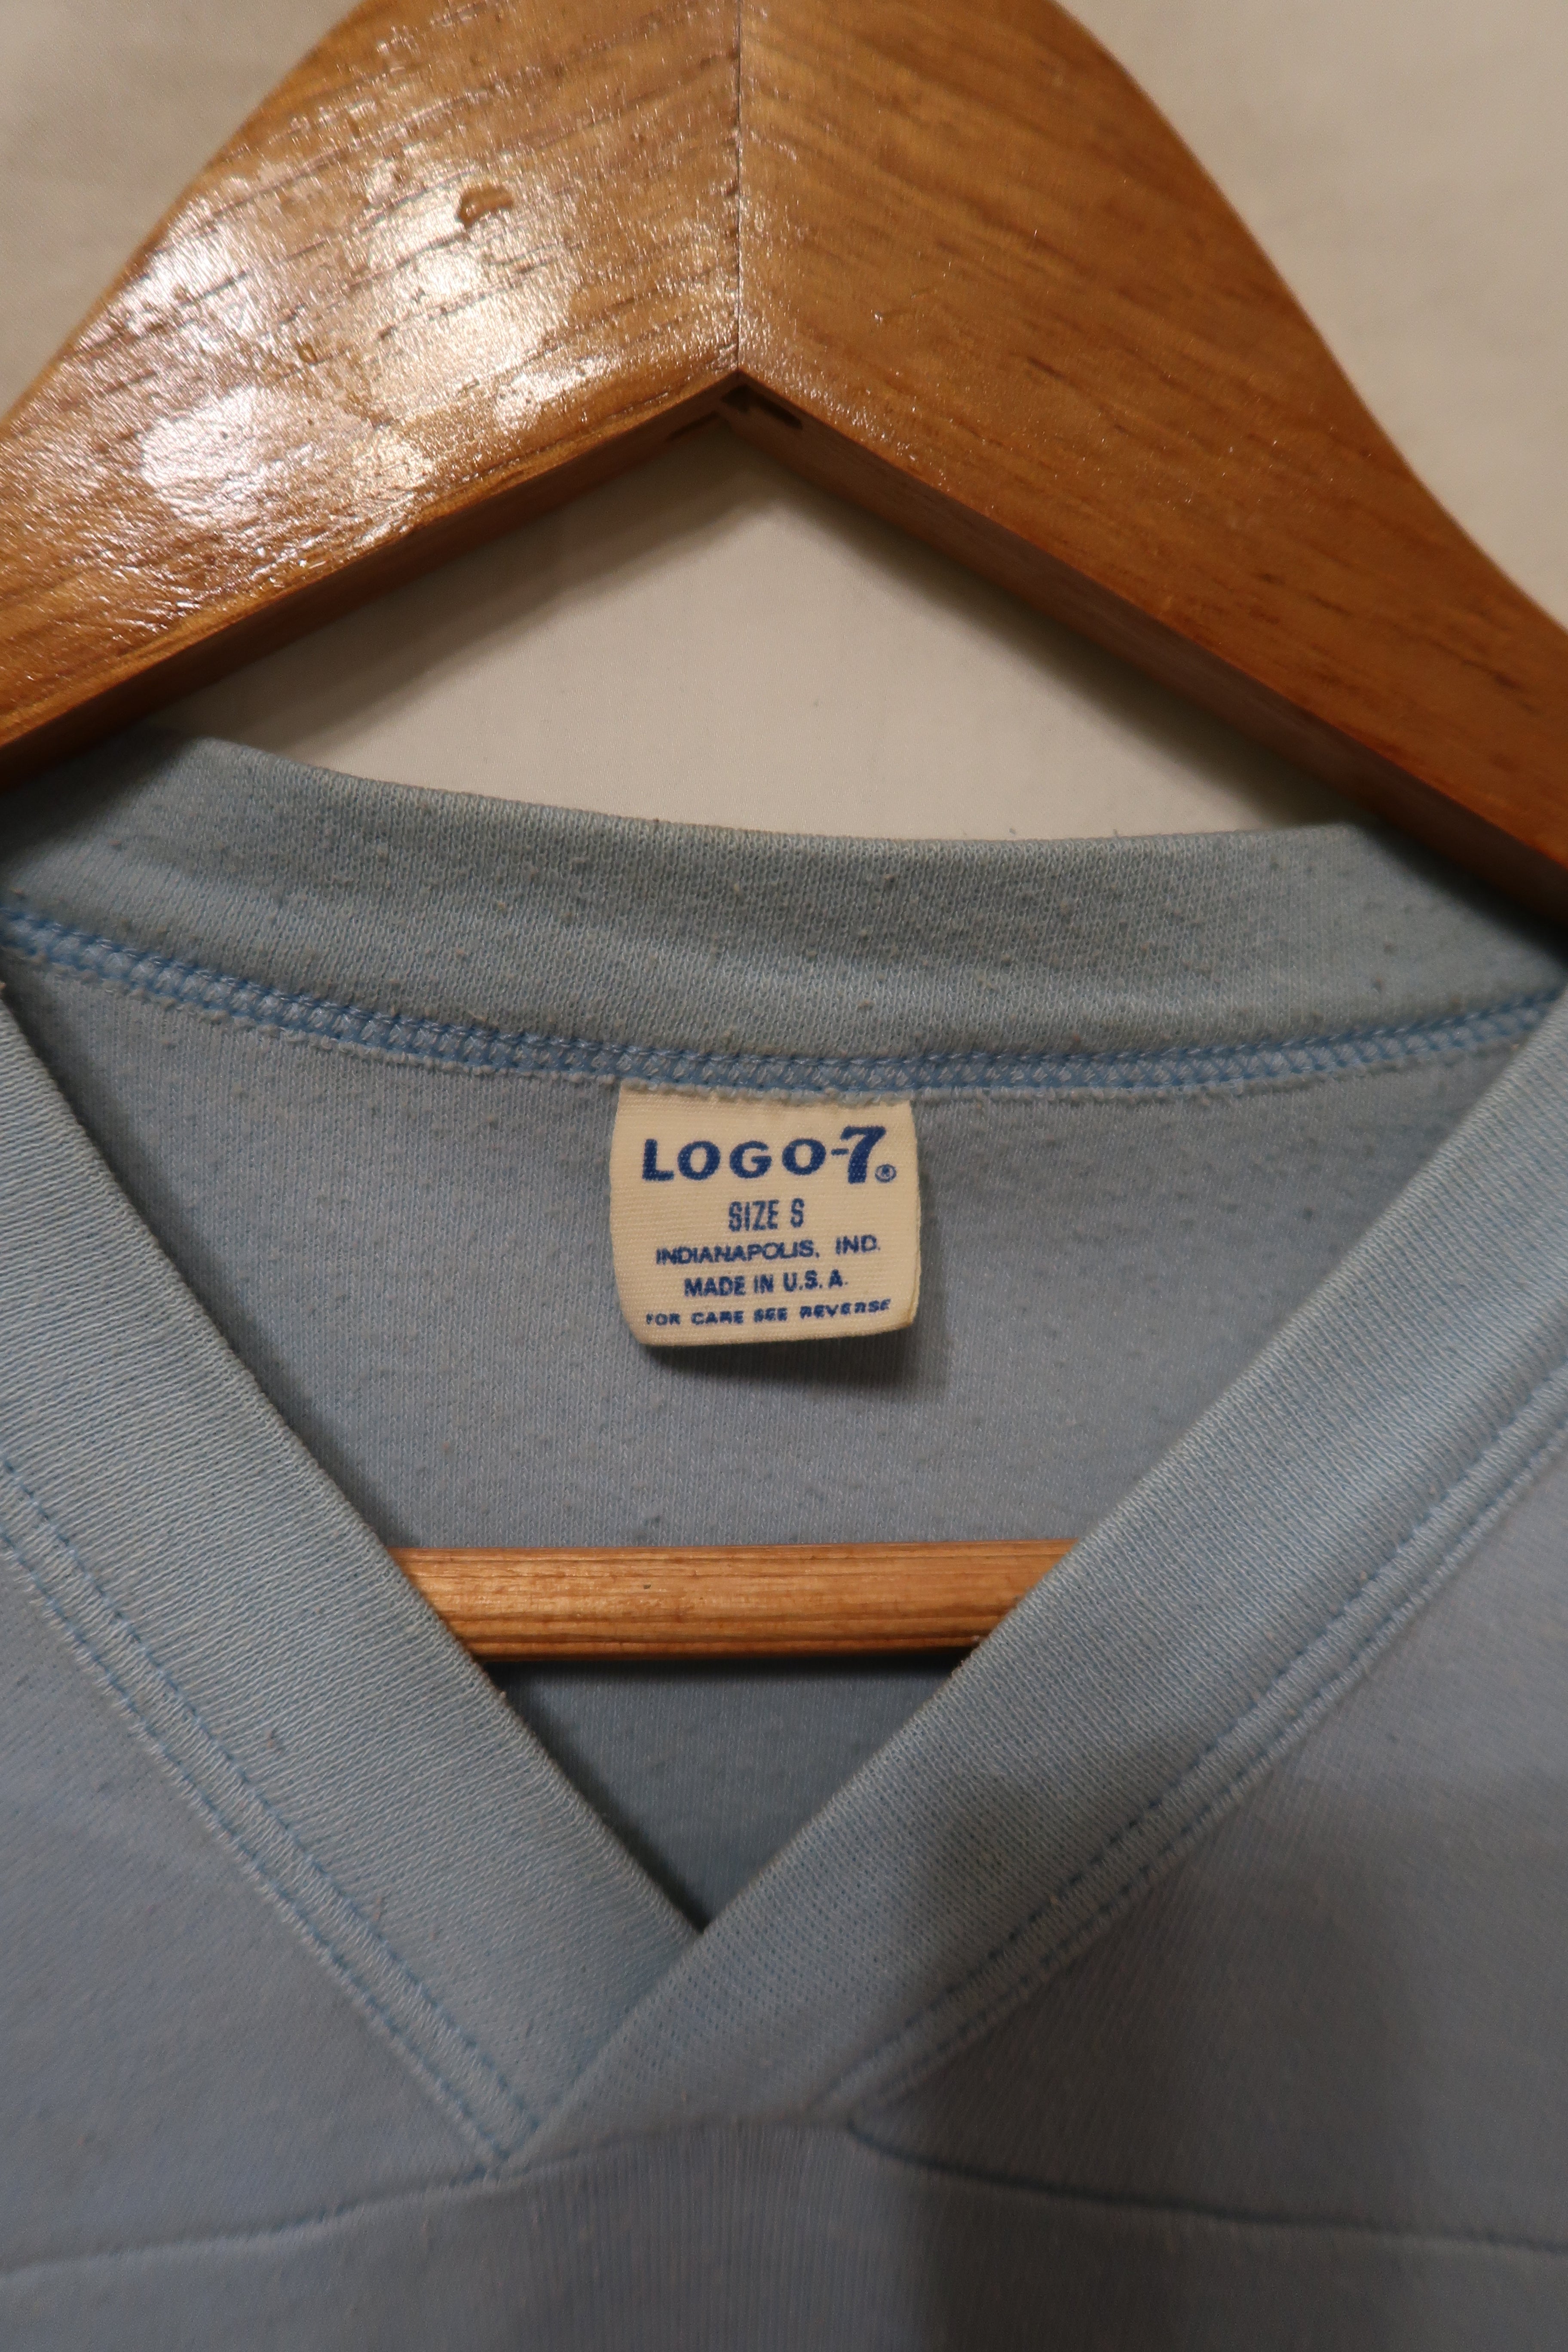 LOGO-7®
SIZE S
INDIANAPOLIS, IND.
MADE IN U.S.A.
FOR CARE SEE REVERSE